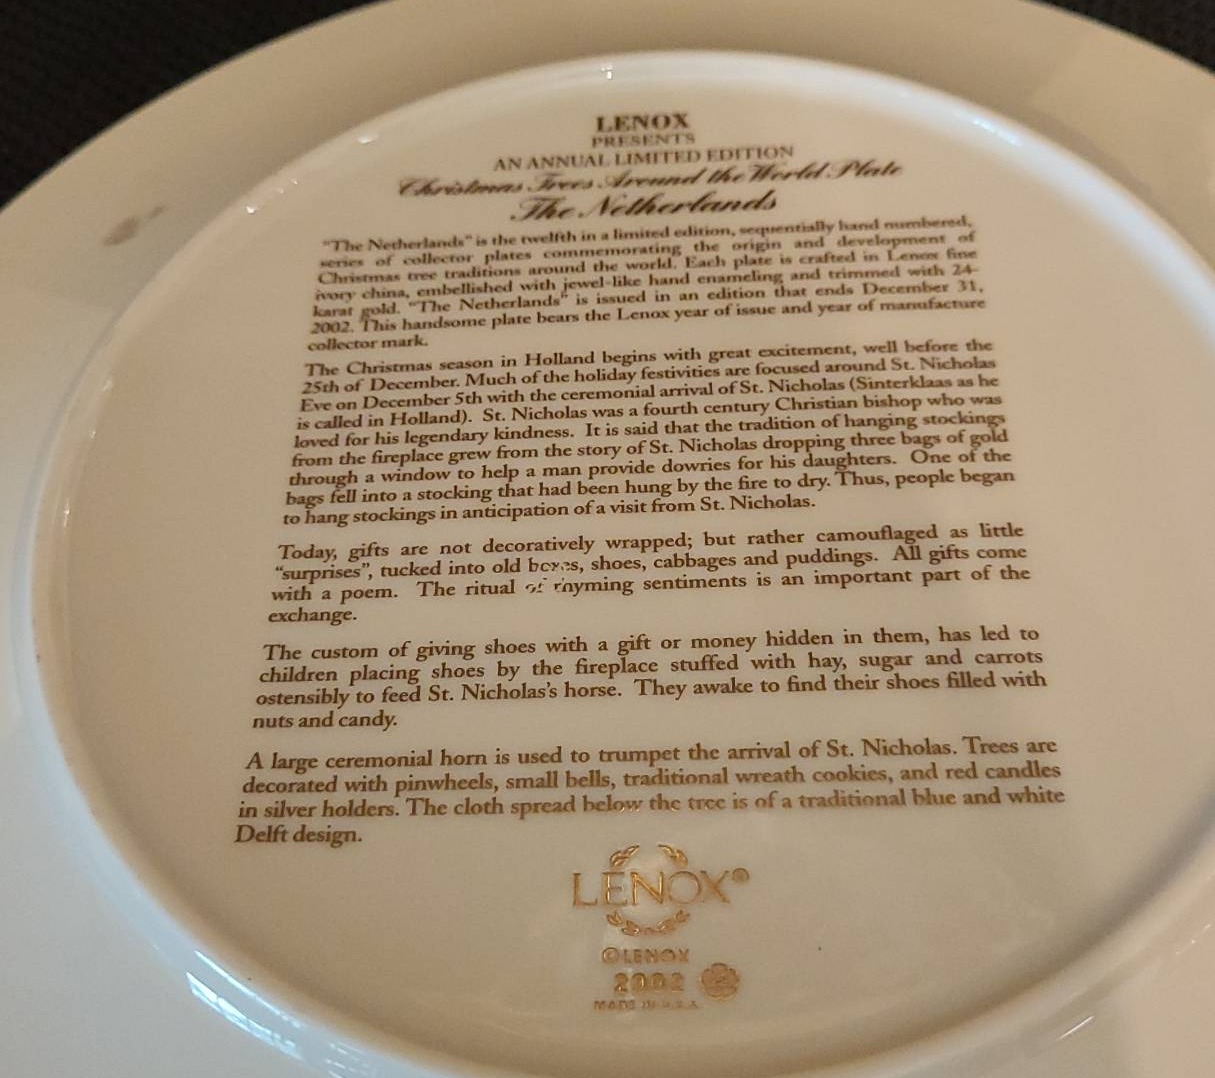 LENOX
PRESENTS
AN ANNUAL LIMITED EDITION
Christmas Trees Around the World Plate
The Netherlands
"The Netherlands" is the twelfth in a limited edition, sequentially hand numbered,
series of collector plates commemorating the origin and development of
Christmas tree traditions around the world. Each plate is crafted in Lenox fine
ivory china, embellished with jewel-like hand enameling and trimmed with 24-
karat gold. "The Netherlands" is issued in an edition that ends December 31,
2002. This handsome plate bears the Lenox year of issue and year of manufacture
collector mark.
The Christmas season in Holland begins with great excitement, well before the
25th of December. Much of the holiday festivities are focused around St. Nicholas
Eve on December 5th with the ceremonial arrival of St. Nicholas (Sinterklaas as he
is called in Holland). St. Nicholas was a fourth century Christian bishop who was
loved for his legendary kindness. It is said that the tradition of hanging stockings
from the fireplace grew from the story of St. Nicholas dropping three bags of gold
through a window to help a man provide dowries for his daughters. One of the
bags fell into a stocking that had been hung by the fire to dry. Thus, people began
to hang stockings in anticipation of a visit from St. Nicholas.
Today, gifts are not decoratively wrapped; but rather camouflaged as little
"surprises", tucked into old boxes, shoes, cabbages and puddings. All gifts come
with a poem. The ritual of rhyming sentiments is an important part of the
exchange.
The custom of giving shoes with a gift or money hidden in them, has led to
children placing shoes by the fireplace stuffed with hay, sugar and carrots
ostensibly to feed St. Nicholas's horse. They awake to find their shoes filled with
nuts and candy.
A large ceremonial horn is used to trumpet the arrival of St. Nicholas. Trees are
decorated with pinwheels, small bells, traditional wreath cookies, and red candles
in silver holders. The cloth spread below the tree is of a traditional blue and white
Delft design.
LENOX®
©LENOX
2002
MADE IN U.S.A.